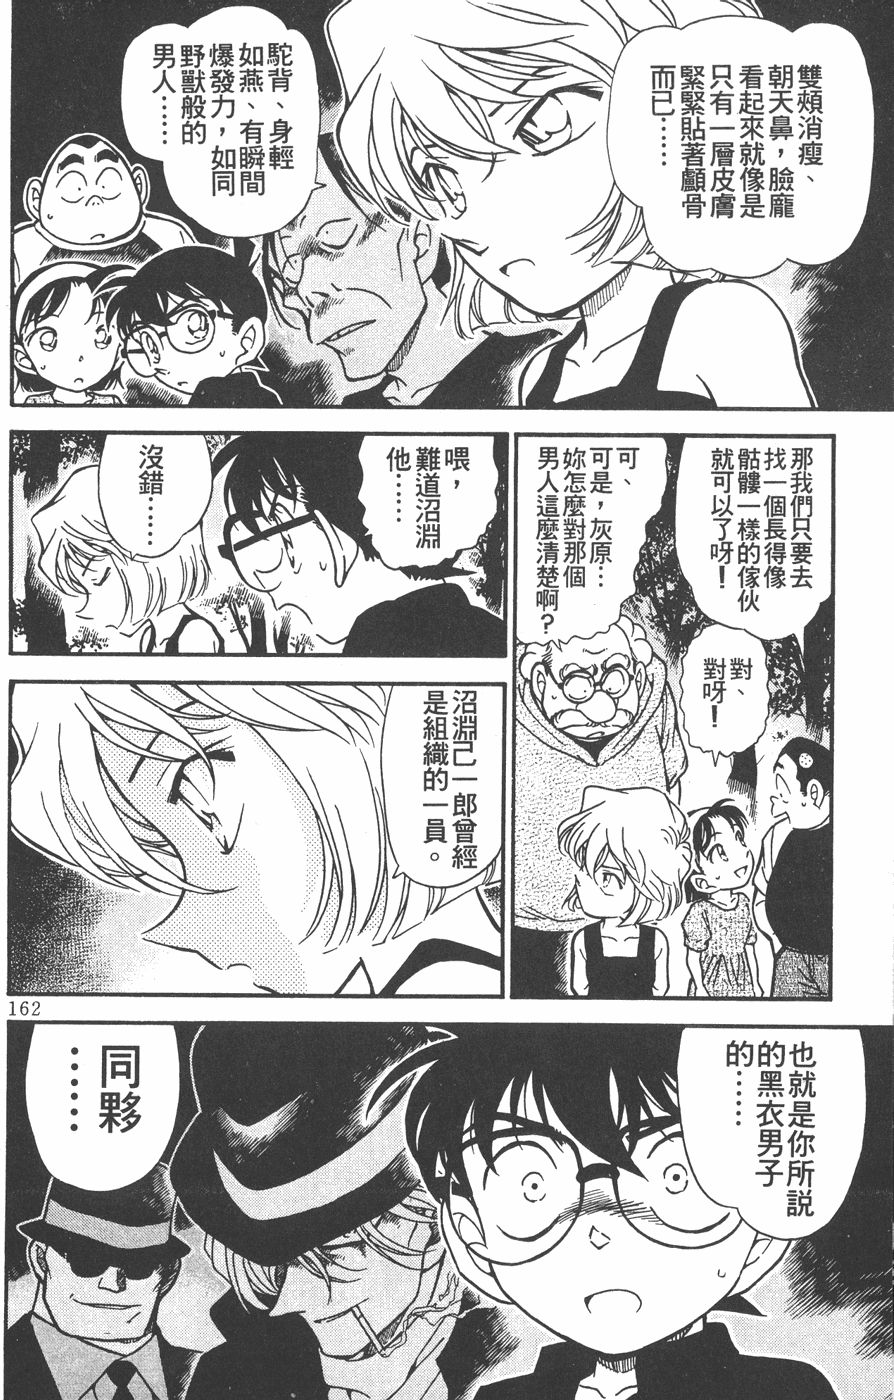 雙頰消瘦、
朝天鼻，臉龐
看起來就像是
只有一層皮膚
緊緊貼著顱骨
而已……
駝背、身輕
如燕、有瞬間
爆發力，如同
野獸般的
男人……
那我們只要去
找一個長得像
骷髏一樣的傢伙
就可以了呀！
對、
對呀！
可、
可是，灰原…
妳怎麼對那個
男人這麼清楚啊？
喂，
難道沼淵
他……
沒錯……
沼淵己一郎曾經
是組織的一員。
162
也就是你所說
的黑衣男子
的……
同夥
……